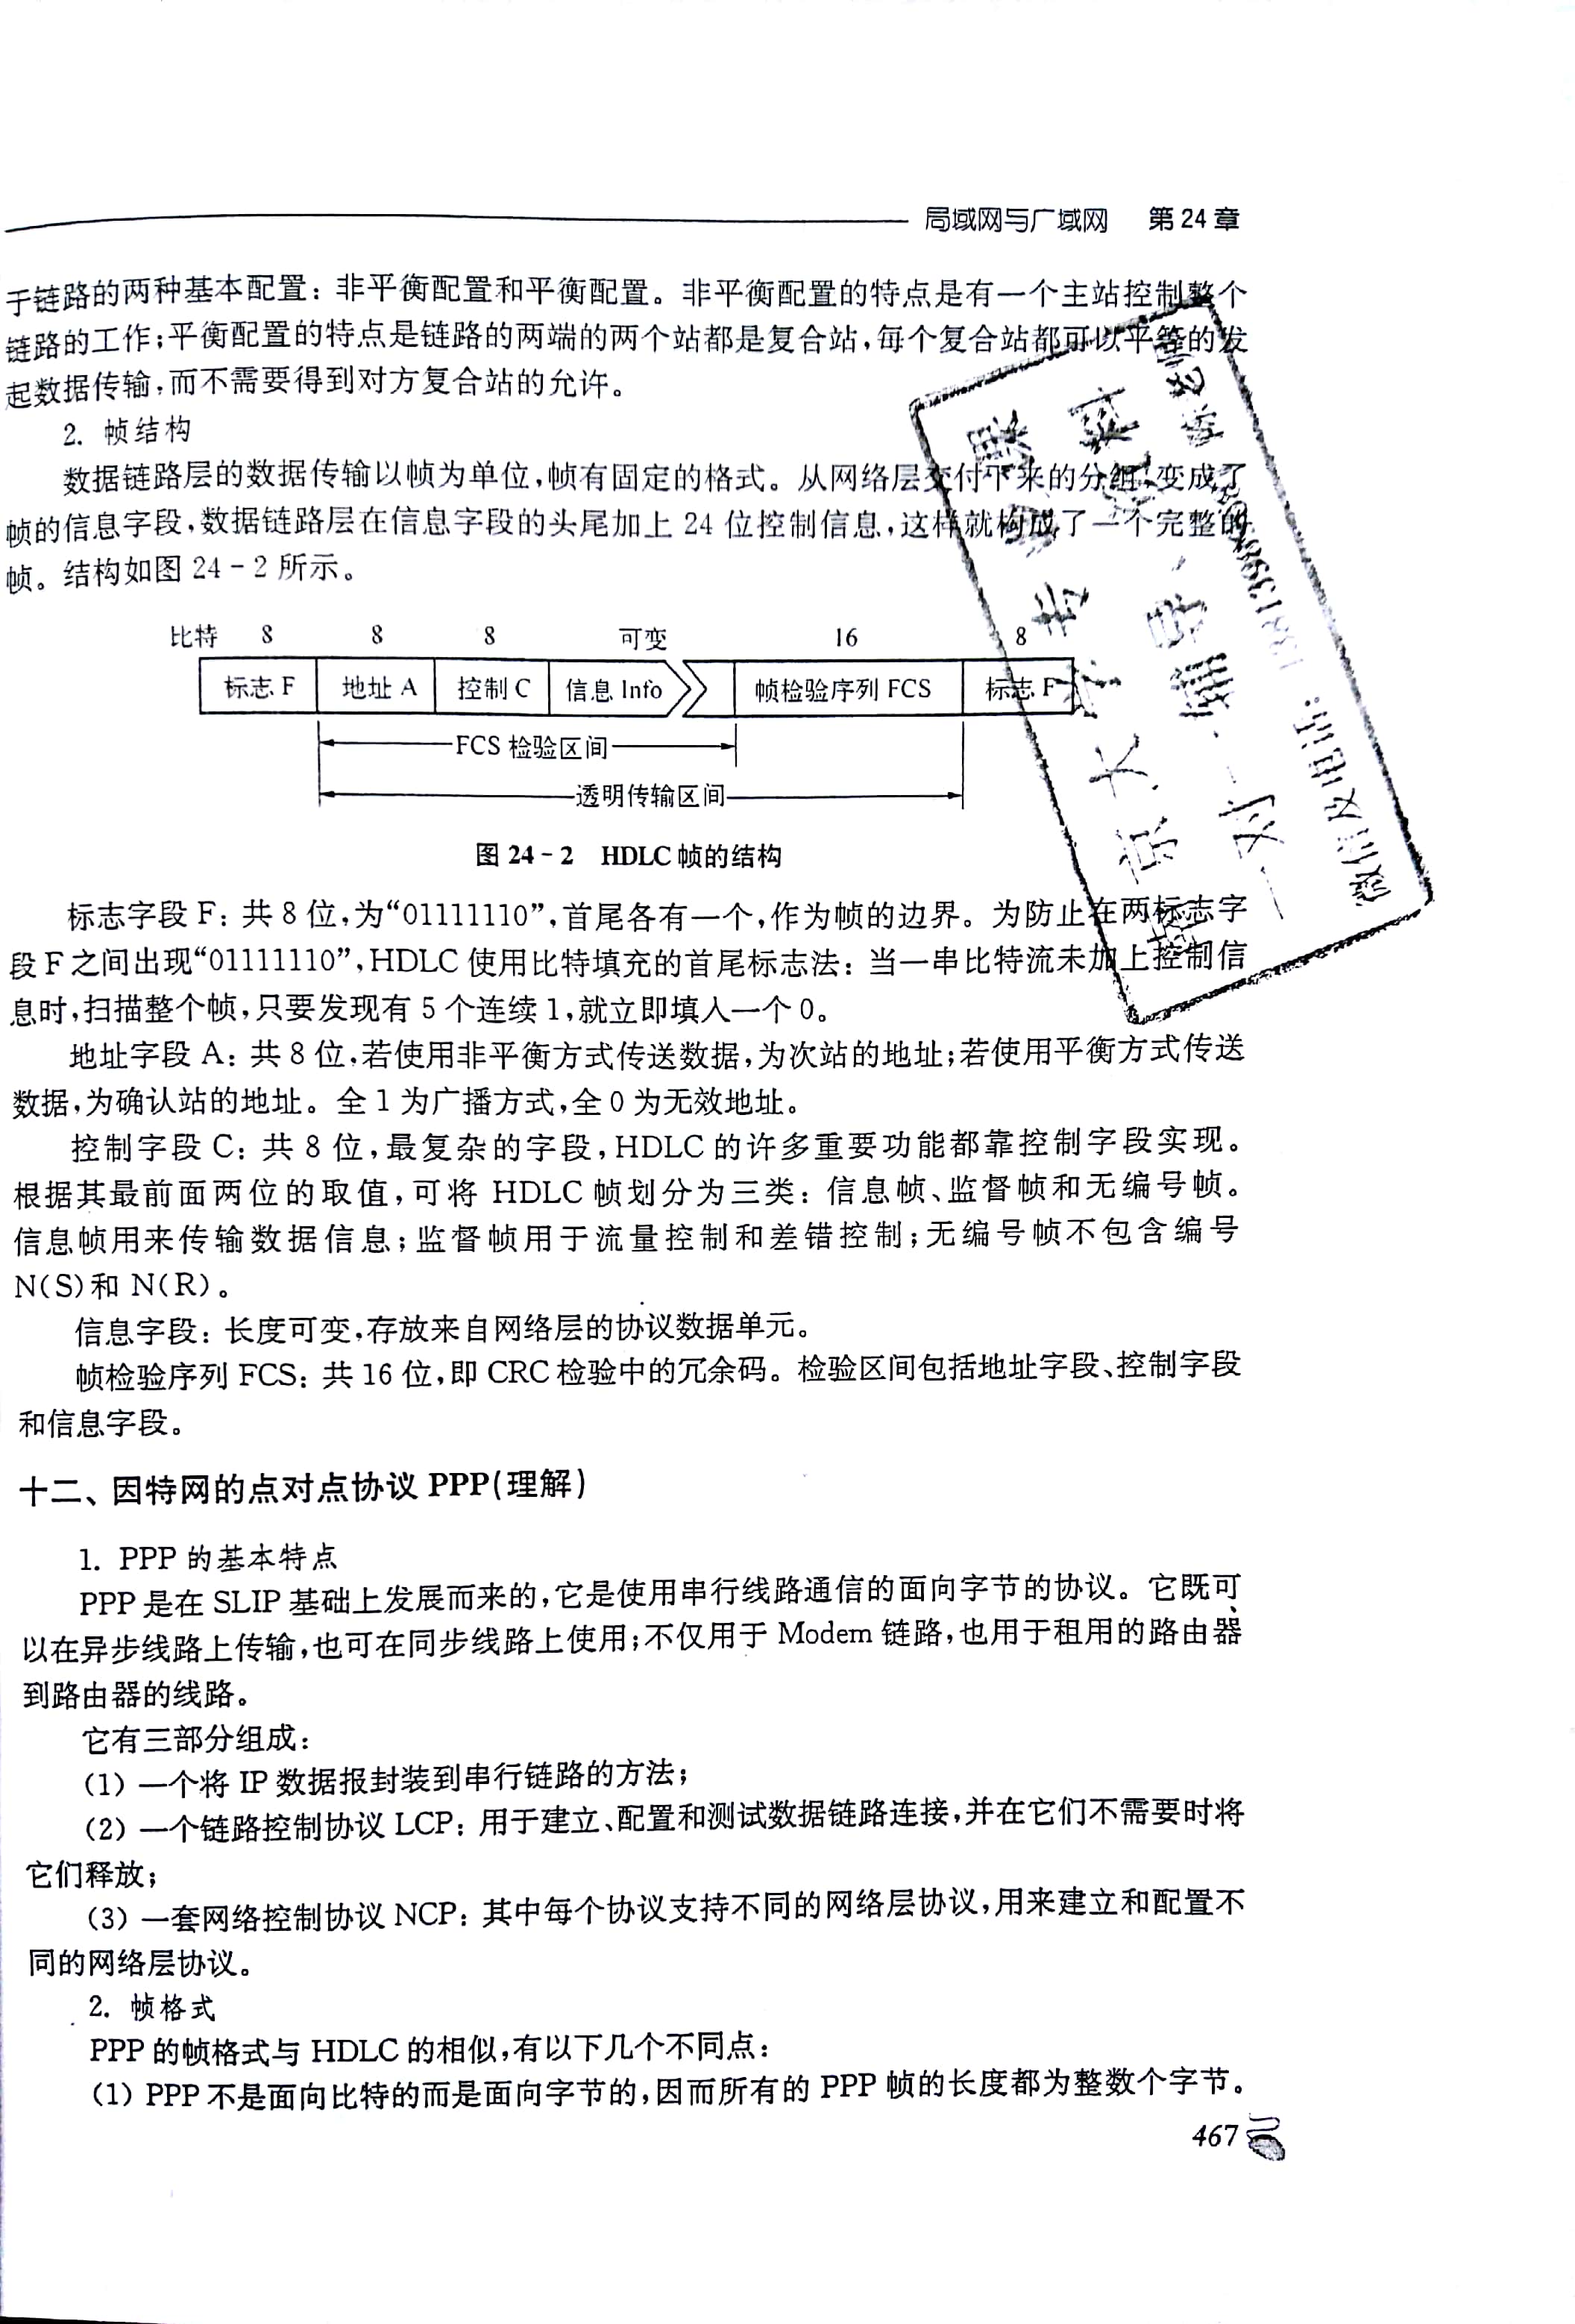 局域网与广域网 第24章
于链路的两种基本配置：非平衡配置和平衡配置。非平衡配置的特点是有一个主站控制整个
链路的工作；平衡配置的特点是链路的两端的两个站都是复合站，每个复合站都可以平等的发
起数据传输，而不需要得到对方复合站的允许。
2. 帧结构
数据链路层的数据传输以帧为单位，帧有固定的格式。从网络层交付下来的分组，变成了
帧的信息字段，数据链路层在信息字段的头尾加上 24 位控制信息，这样就构成了一个完整的
帧。结构如图 24-2 所示。
比特 8 8 8 可变 16 8
标志 F 地址 A 控制 C 信息 Info 帧检验序列 FCS 标志 F
FCS 检验区间
透明传输区间
图 24-2 HDLC 帧的结构
标志字段 F：共 8 位，为“01111110”，首尾各有一个，作为帧的边界。为防止在两标志字
段 F 之间出现“01111110”，HDLC 使用比特填充的首尾标志法：当一串比特流未加上控制信
息时，扫描整个帧，只要发现有 5 个连续 1，就立即填入一个 0。
地址字段 A：共 8 位，若使用非平衡方式传送数据，为次站的地址；若使用平衡方式传送
数据，为确认站的地址。全 1 为广播方式，全 0 为无效地址。
控制字段 C：共 8 位，最复杂的字段，HDLC 的许多重要功能都靠控制字段实现。
根据其最前面两位的取值，可将 HDLC 帧划分为三类：信息帧、监督帧和无编号帧。
信息帧用来传输数据信息；监督帧用于流量控制和差错控制；无编号帧不包含编号
N(S)和 N(R)。
信息字段：长度可变，存放来自网络层的协议数据单元。
帧检验序列 FCS：共 16 位，即 CRC 检验中的冗余码。检验区间包括地址字段、控制字段
和信息字段。
十二、因特网的点对点协议 PPP(理解)
1. PPP 的基本特点
PPP 是在 SLIP 基础上发展而来的，它是使用串行线路通信的面向字节的协议。它既可
以在异步线路上传输，也可在同步线路上使用；不仅用于 Modem 链路，也用于租用的路由器
到路由器的线路。
它有三部分组成：
(1) 一个将 IP 数据报封装到串行链路的方法；
(2) 一个链路控制协议 LCP：用于建立、配置和测试数据链路连接，并在它们不需要时将
它们释放；
(3) 一套网络控制协议 NCP：其中每个协议支持不同的网络层协议，用来建立和配置不
同的网络层协议。
2. 帧格式
PPP 的帧格式与 HDLC 的相似，有以下几个不同点：
(1) PPP 不是面向比特的而是面向字节的，因而所有的 PPP 帧的长度都为整数个字节。
467
一对一辅导、
微信及电话：